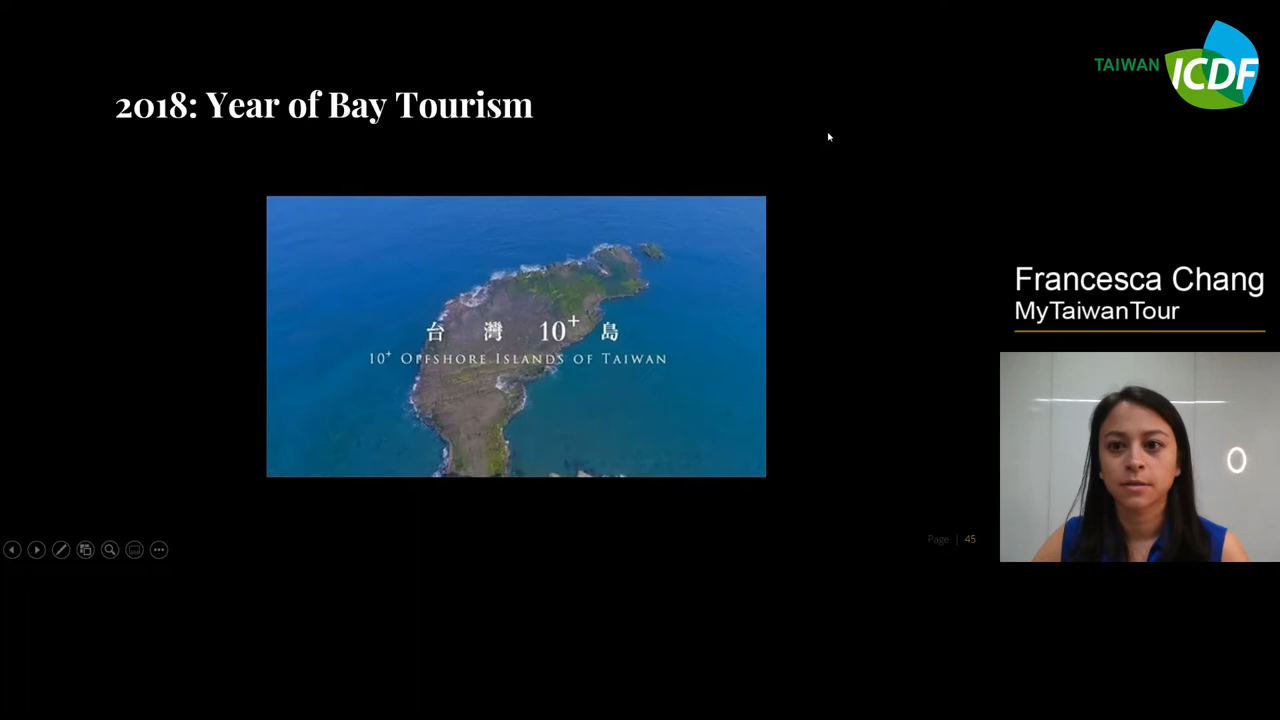 TAIWAN ICDF
2018: Year of Bay Tourism
Francesca Chang
MyTaiwanTour
台 灣 10+ 島
10+ OFFSHORE ISLANDS OF TAIWAN
Page | 45